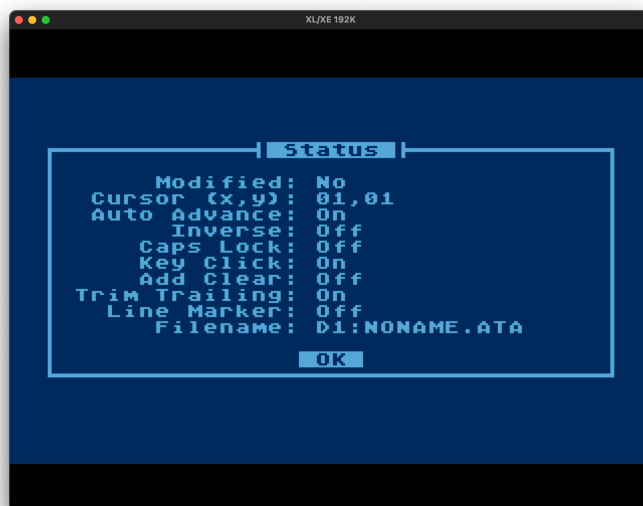 XL/XE 192K
Status
Modified: No
Cursor (x,y): 01,01
Auto Advance: On
Inverse: Off
Caps Lock: Off
Key Click: On
Add Clear: Off
Trim Trailing: On
Line Marker: Off
Filename: D1:NONAME.ATA
OK